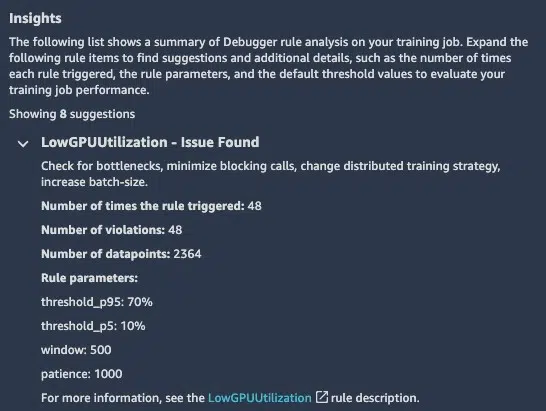 Insights
The following list shows a summary of Debugger rule analysis on your training job. Expand the
following rule items to find suggestions and additional details, such as the number of times
each rule triggered, the rule parameters, and the default threshold values to evaluate your
training job performance.
Showing 8 suggestions
LowGPUUtilization - Issue Found
Check for bottlenecks, minimize blocking calls, change distributed training strategy,
increase batch-size.
Number of times the rule triggered: 48
Number of violations: 48
Number of datapoints: 2364
Rule parameters:
threshold_p95: 70%
threshold_p5: 10%
window: 500
patience: 1000
For more information, see the LowGPUUtilization rule description.